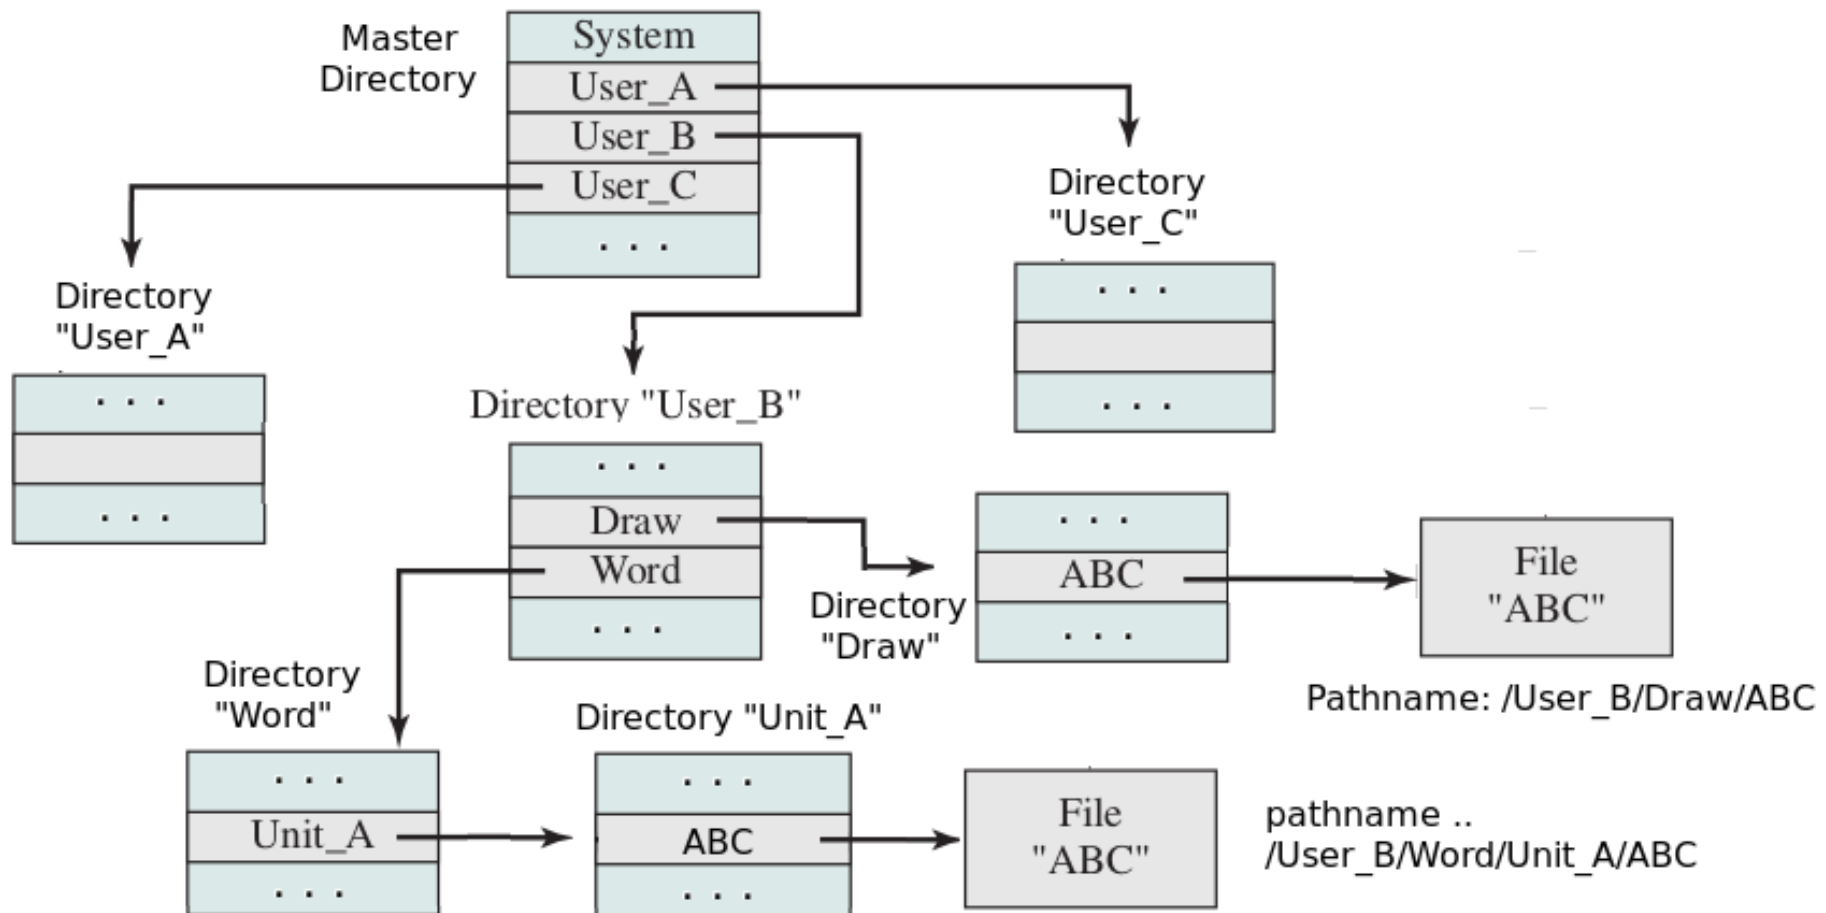 Master
Directory
System
User_A
User_B
User_C
. . .
Directory
"User_C"
. . .
. . .
Directory
"User_A"
. . .
. . .
Directory "User_B"
. . .
Draw
Word
. . .
Directory
"Draw"
. . .
ABC
. . .
File
"ABC"
Pathname: /User_B/Draw/ABC
Directory
"Word"
. . .
Unit_A
. . .
Directory "Unit_A"
. . .
ABC
. . .
File
"ABC"
pathname ..
/User_B/Word/Unit_A/ABC